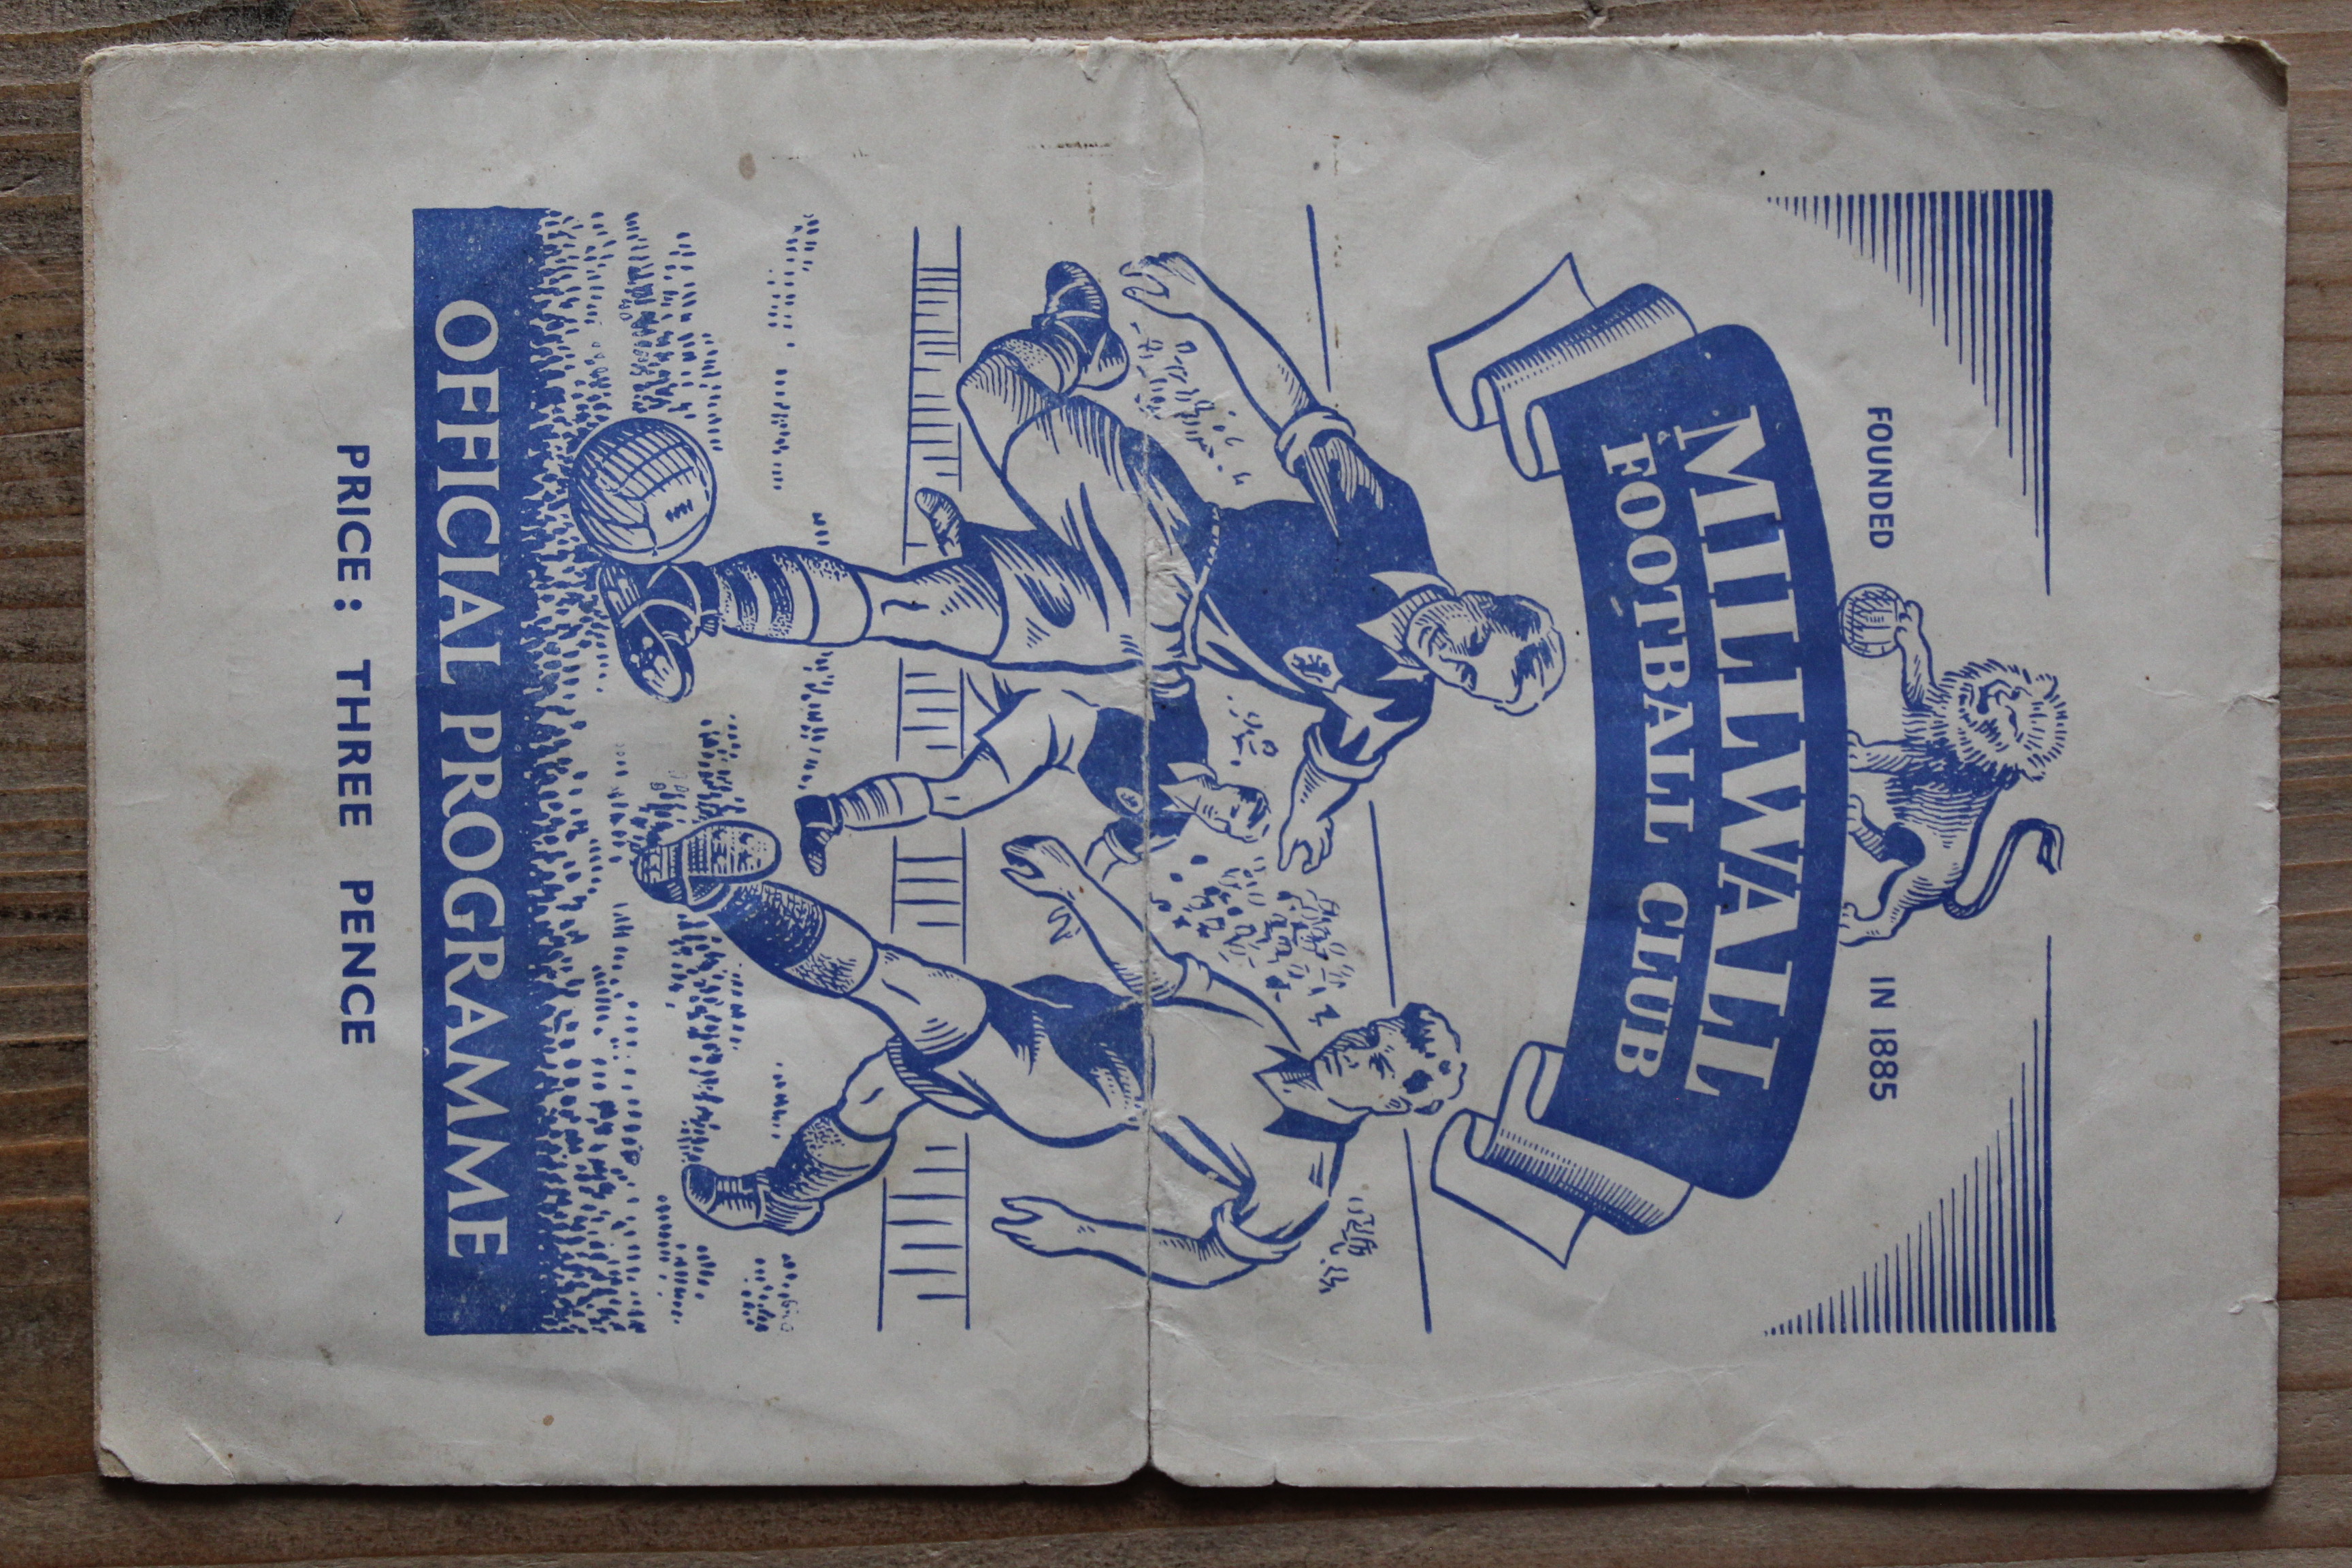 FOUNDED IN 1885
MILLWALL
FOOTBALL CLUB
OFFICIAL PROGRAMME
PRICE : THREE PENCE